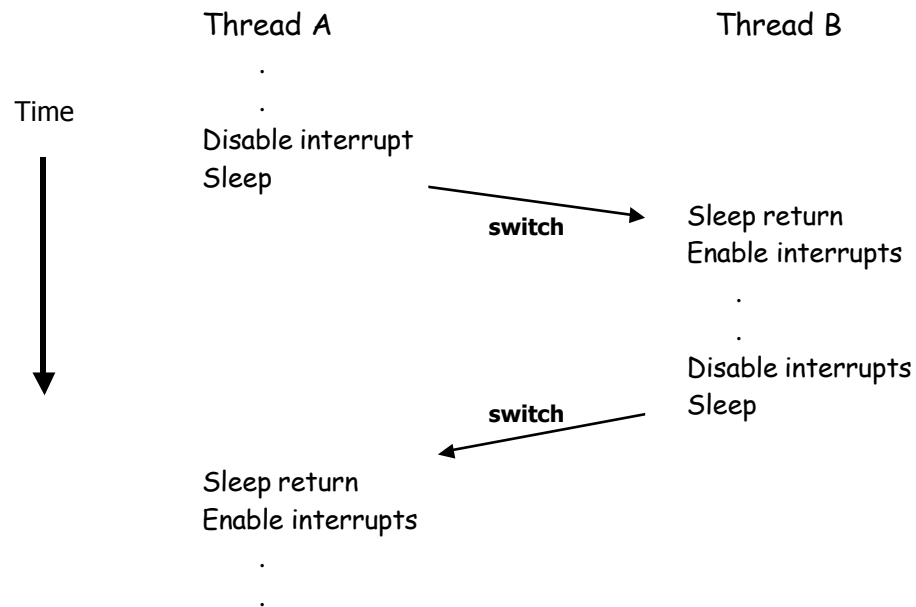 Thread A
Thread B
.
.
Time
Disable interrupt
Sleep
switch
Sleep return
Enable interrupts
.
.
Disable interrupts
Sleep
switch
Sleep return
Enable interrupts
.
.